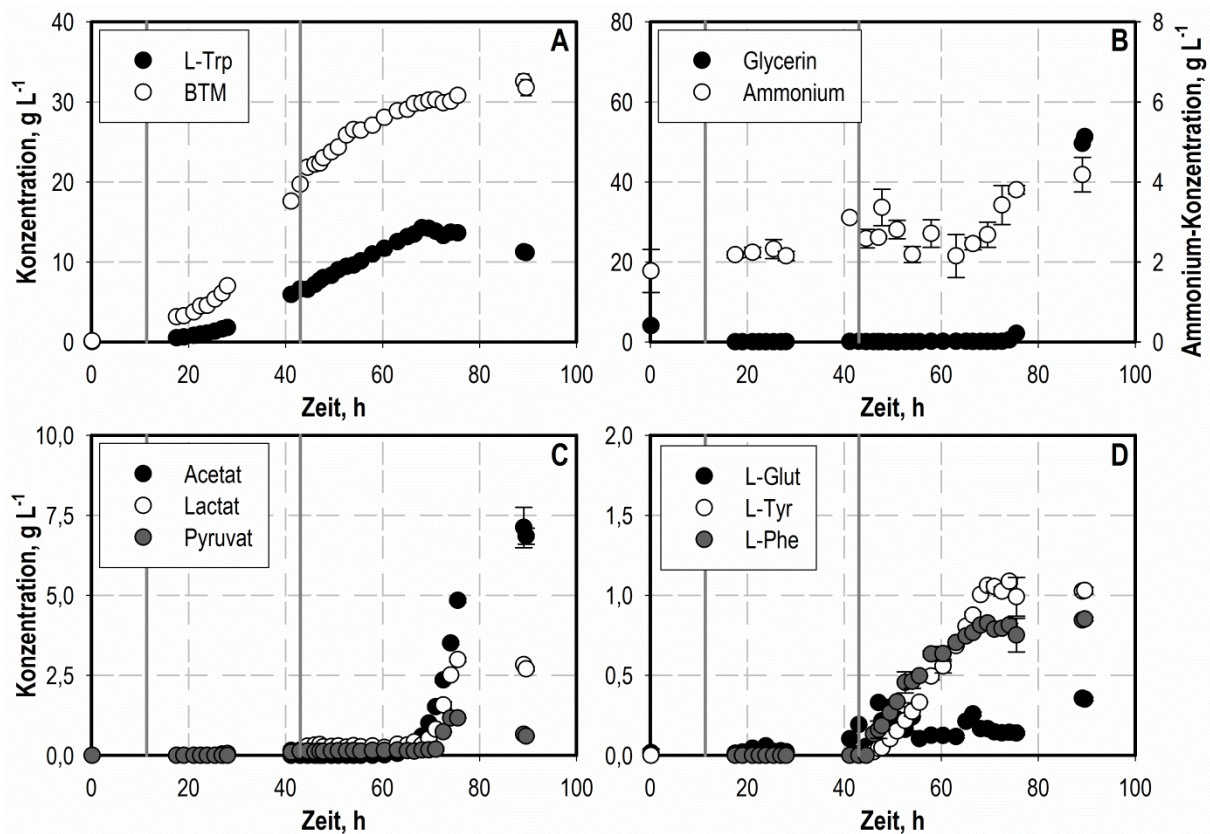 A
L-Trp
BTM
Konzentration, g L⁻¹
40
30
20
10
0
0 20 40 60 80 100
Zeit, h
B
Glycerin
Ammonium
80
60
40
20
0
8
6
4
2
0
Ammonium-Konzentration, g L⁻¹
0 20 40 60 80 100
Zeit, h
C
Acetat
Lactat
Pyruvat
Konzentration, g L⁻¹
10,0
7,5
5,0
2,5
0,0
0 20 40 60 80 100
Zeit, h
D
L-Glut
L-Tyr
L-Phe
2,0
1,5
1,0
0,5
0,0
0 20 40 60 80 100
Zeit, h